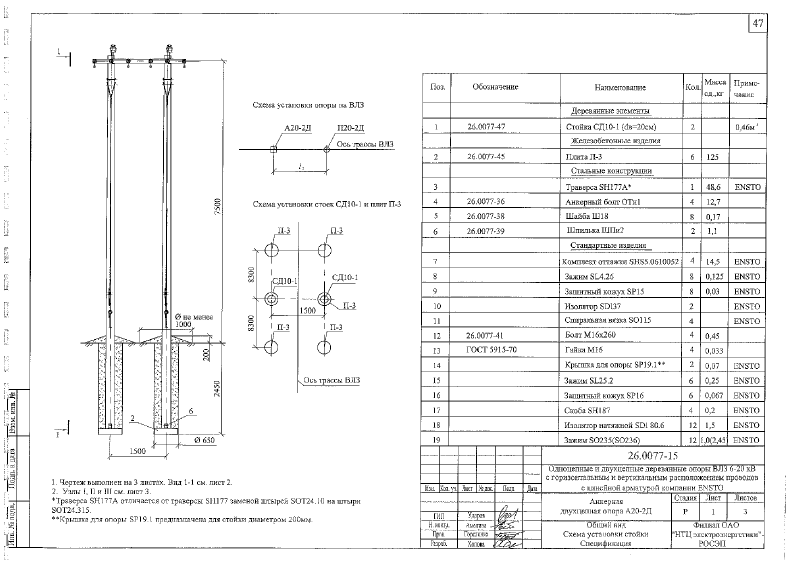 47
1
7500
Ø не менее
1000
200
2450
2
6
1
Ø 650
1500
Схема установки опоры на ВЛЗ
А20-2Д
П20-2Д
Ось трассы ВЛЗ
Схема установки стоек СД10-1 и плит П-3
П-3
П-3
8300
СД10-1
СД10-1
1500
П-3
8300
П-3
П-3
Ось трассы ВЛЗ
1. Чертеж выполнен на 3 листах. Вид 1-1 см. лист 2.
2. Узлы I, II и III см. лист 3.
*Траверса SH177A отличается от траверсы SH177 заменой штырей SOT24.10 на штыри
SOT24.315.
**Крышка для опоры SP19.1 предназначена для стойки диаметром 200мм.
Поз. Обозначение Наименование Кол. Масса ед.,кг Приме-чание
Деревянные элементы
1 26.0077-47 Стойка СД10-1 (dв=20см) 2 0,46м³
Железобетонные изделия
2 26.0077-45 Плита П-3 6 125
Стальные конструкции
3 Траверса SH177A* 1 48,6 ENSTO
4 26.0077-36 Анкерный болт ОТк1 4 12,7
5 26.0077-38 Шайба Ш18 8 0,17
6 26.0077-39 Шпилька ШПк2 2 1,1
Стандартные изделия
7 Комплект оттяжки SHS5.0610052 4 14,5 ENSTO
8 Зажим SL4.26 8 0,125 ENSTO
9 Защитный кожух SP15 8 0,03 ENSTO
10 Изолятор SDI37 2 ENSTO
11 Спиральная вязка SO115 4 ENSTO
12 26.0077-41 Болт М16х260 4 0,45
13 ГОСТ 5915-70 Гайка М16 4 0,033
14 Крышка для опоры SP19.1** 2 0,07 ENSTO
15 Зажим SL25.2 6 0,25 ENSTO
16 Защитный кожух SP16 6 0,067 ENSTO
17 Скоба SH187 4 0,2 ENSTO
18 Изолятор натяжной SDI 80.6 12 1,5 ENSTO
19 Зажим SO235(SO236) 12 1,0(2,45) ENSTO
26.0077-15
Одноцепные и двухцепные деревянные опоры ВЛЗ 6-20 кВ
с горизонтальным и вертикальным расположением проводов
с линейной арматурой компании ENSTO
Изм. Кол. уч. Лист №док. Подп. Дата
Анкерная
двухцепная опора А20-2Д
Стадия Лист Листов
Р 1 3
ГИП Ударов
Н. контр.
Пров.
Разраб.
Общий вид
Схема установки стойки
Спецификация
Филиал ОАО
"НТЦ электроэнергетики"-
РОСЭП
Взам. инв. №
Подп. и дата
Инв. № подл.